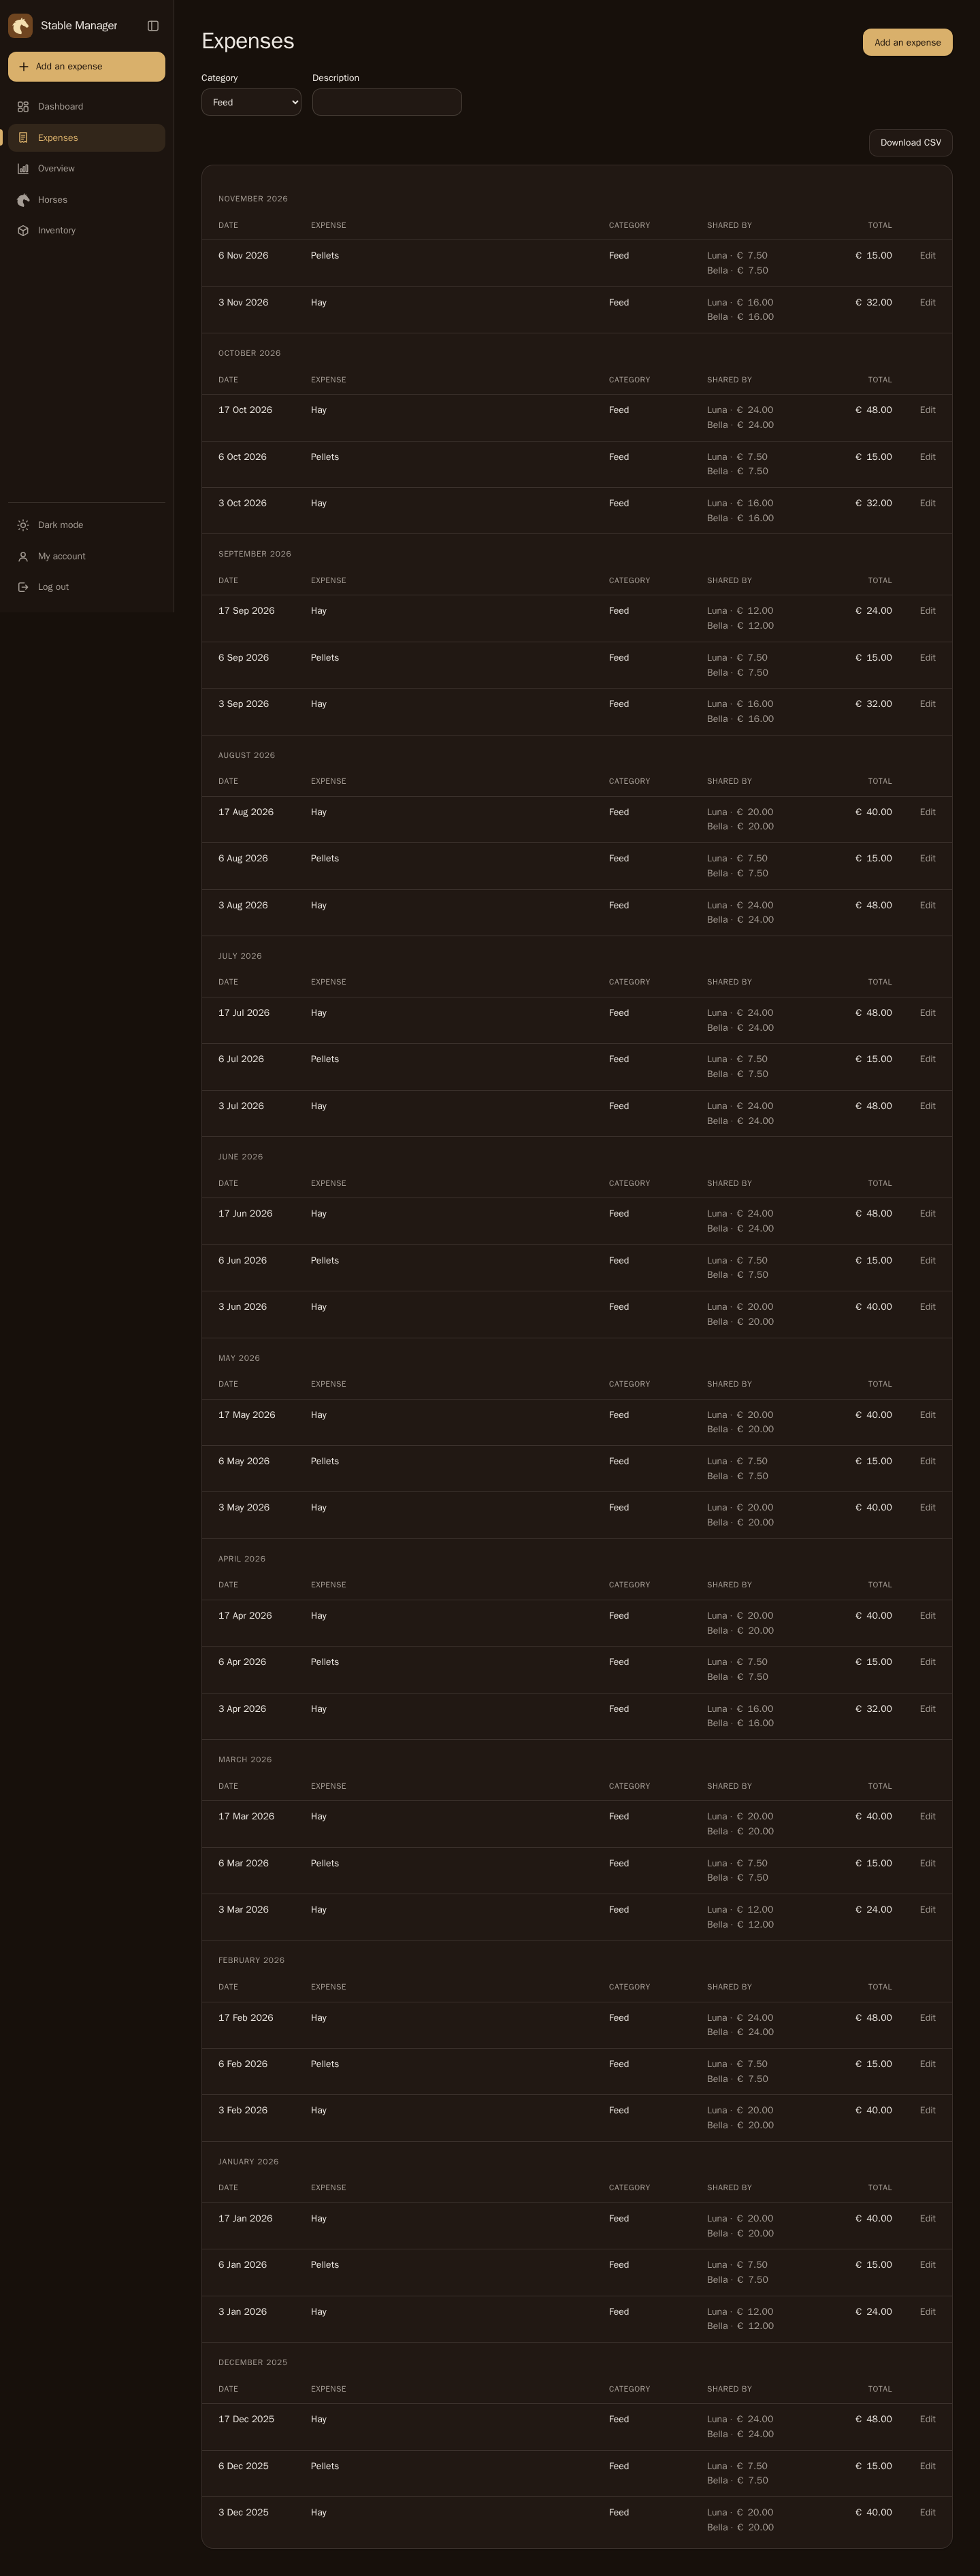 Stable Manager
Add an expense
Dashboard
Expenses
Overview
Horses
Inventory
Dark mode
My account
Log out
Expenses
Add an expense
Category Description
Feed
Download CSV
NOVEMBER 2026
DATE EXPENSE CATEGORY SHARED BY TOTAL
6 Nov 2026 Pellets Feed Luna · € 7.50 € 15.00 Edit
Bella · € 7.50
3 Nov 2026 Hay Feed Luna · € 16.00 € 32.00 Edit
Bella · € 16.00
OCTOBER 2026
DATE EXPENSE CATEGORY SHARED BY TOTAL
17 Oct 2026 Hay Feed Luna · € 24.00 € 48.00 Edit
Bella · € 24.00
6 Oct 2026 Pellets Feed Luna · € 7.50 € 15.00 Edit
Bella · € 7.50
3 Oct 2026 Hay Feed Luna · € 16.00 € 32.00 Edit
Bella · € 16.00
SEPTEMBER 2026
DATE EXPENSE CATEGORY SHARED BY TOTAL
17 Sep 2026 Hay Feed Luna · € 12.00 € 24.00 Edit
Bella · € 12.00
6 Sep 2026 Pellets Feed Luna · € 7.50 € 15.00 Edit
Bella · € 7.50
3 Sep 2026 Hay Feed Luna · € 16.00 € 32.00 Edit
Bella · € 16.00
AUGUST 2026
DATE EXPENSE CATEGORY SHARED BY TOTAL
17 Aug 2026 Hay Feed Luna · € 20.00 € 40.00 Edit
Bella · € 20.00
6 Aug 2026 Pellets Feed Luna · € 7.50 € 15.00 Edit
Bella · € 7.50
3 Aug 2026 Hay Feed Luna · € 24.00 € 48.00 Edit
Bella · € 24.00
JULY 2026
DATE EXPENSE CATEGORY SHARED BY TOTAL
17 Jul 2026 Hay Feed Luna · € 24.00 € 48.00 Edit
Bella · € 24.00
6 Jul 2026 Pellets Feed Luna · € 7.50 € 15.00 Edit
Bella · € 7.50
3 Jul 2026 Hay Feed Luna · € 24.00 € 48.00 Edit
Bella · € 24.00
JUNE 2026
DATE EXPENSE CATEGORY SHARED BY TOTAL
17 Jun 2026 Hay Feed Luna · € 24.00 € 48.00 Edit
Bella · € 24.00
6 Jun 2026 Pellets Feed Luna · € 7.50 € 15.00 Edit
Bella · € 7.50
3 Jun 2026 Hay Feed Luna · € 20.00 € 40.00 Edit
Bella · € 20.00
MAY 2026
DATE EXPENSE CATEGORY SHARED BY TOTAL
17 May 2026 Hay Feed Luna · € 20.00 € 40.00 Edit
Bella · € 20.00
6 May 2026 Pellets Feed Luna · € 7.50 € 15.00 Edit
Bella · € 7.50
3 May 2026 Hay Feed Luna · € 20.00 € 40.00 Edit
Bella · € 20.00
APRIL 2026
DATE EXPENSE CATEGORY SHARED BY TOTAL
17 Apr 2026 Hay Feed Luna · € 20.00 € 40.00 Edit
Bella · € 20.00
6 Apr 2026 Pellets Feed Luna · € 7.50 € 15.00 Edit
Bella · € 7.50
3 Apr 2026 Hay Feed Luna · € 16.00 € 32.00 Edit
Bella · € 16.00
MARCH 2026
DATE EXPENSE CATEGORY SHARED BY TOTAL
17 Mar 2026 Hay Feed Luna · € 20.00 € 40.00 Edit
Bella · € 20.00
6 Mar 2026 Pellets Feed Luna · € 7.50 € 15.00 Edit
Bella · € 7.50
3 Mar 2026 Hay Feed Luna · € 12.00 € 24.00 Edit
Bella · € 12.00
FEBRUARY 2026
DATE EXPENSE CATEGORY SHARED BY TOTAL
17 Feb 2026 Hay Feed Luna · € 24.00 € 48.00 Edit
Bella · € 24.00
6 Feb 2026 Pellets Feed Luna · € 7.50 € 15.00 Edit
Bella · € 7.50
3 Feb 2026 Hay Feed Luna · € 20.00 € 40.00 Edit
Bella · € 20.00
JANUARY 2026
DATE EXPENSE CATEGORY SHARED BY TOTAL
17 Jan 2026 Hay Feed Luna · € 20.00 € 40.00 Edit
Bella · € 20.00
6 Jan 2026 Pellets Feed Luna · € 7.50 € 15.00 Edit
Bella · € 7.50
3 Jan 2026 Hay Feed Luna · € 12.00 € 24.00 Edit
Bella · € 12.00
DECEMBER 2025
DATE EXPENSE CATEGORY SHARED BY TOTAL
17 Dec 2025 Hay Feed Luna · € 24.00 € 48.00 Edit
Bella · € 24.00
6 Dec 2025 Pellets Feed Luna · € 7.50 € 15.00 Edit
Bella · € 7.50
3 Dec 2025 Hay Feed Luna · € 20.00 € 40.00 Edit
Bella · € 20.00